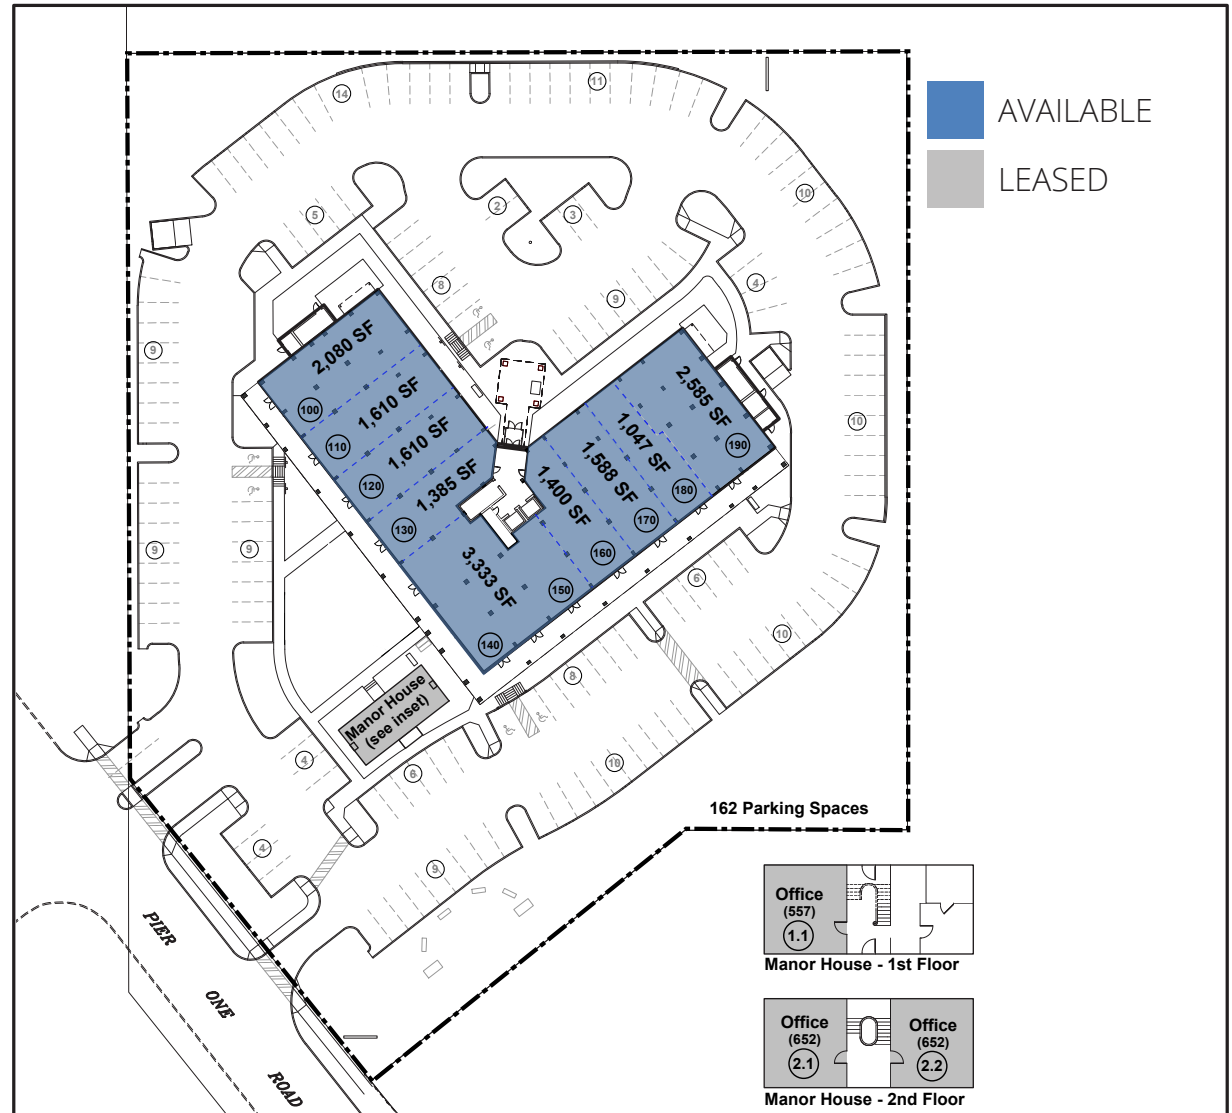 AVAILABLE
LEASED
14
11
10
5
2
3
8
9
4
9
10
9
9
2,080 SF
100
1,610 SF
110
1,610 SF
120
1,385 SF
130
3,333 SF
140
150
1,400 SF
160
1,588 SF
170
1,047 SF
180
2,585 SF
190
6
10
8
10
Manor House
(see inset)
4
6
4
9
162 Parking Spaces
PIER
ONE
ROAD
Office
(557)
1.1
Manor House - 1st Floor
Office
(652)
2.1
Office
(652)
2.2
Manor House - 2nd Floor